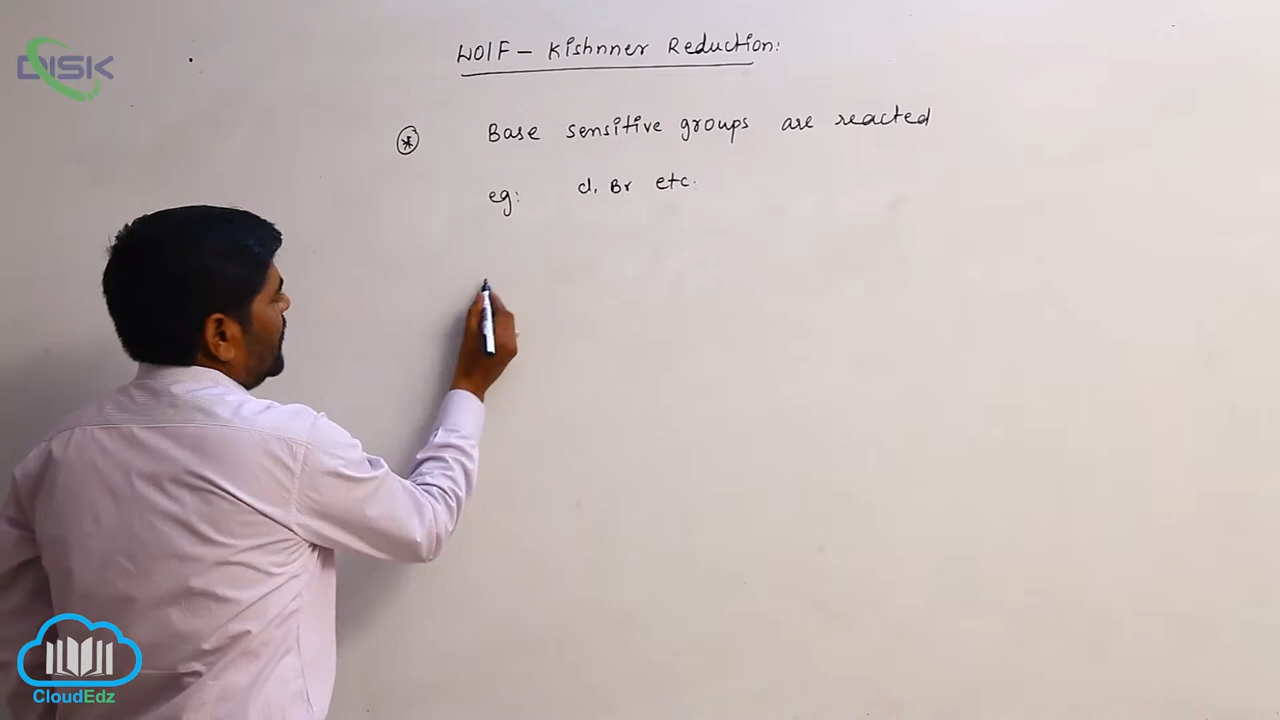 DISK
WOlF - Kishnner Reduction:
* Base sensitive groups are reacted
eg: Cl, Br etc.
CloudEdz